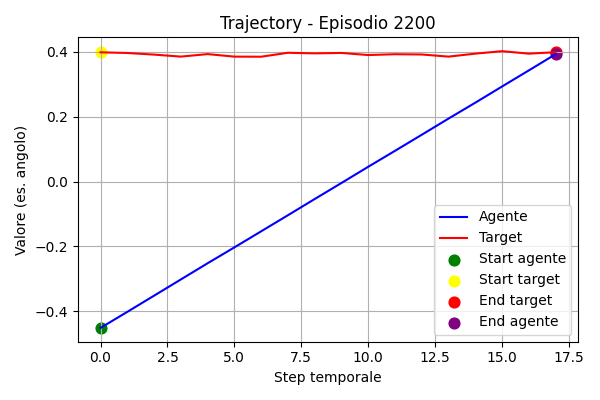 Trajectory - Episodio 2200
Valore (es. angolo)
0.4
0.2
0.0
−0.2
−0.4
0.0 2.5 5.0 7.5 10.0 12.5 15.0 17.5
Step temporale
Agente
Target
Start agente
Start target
End target
End agente